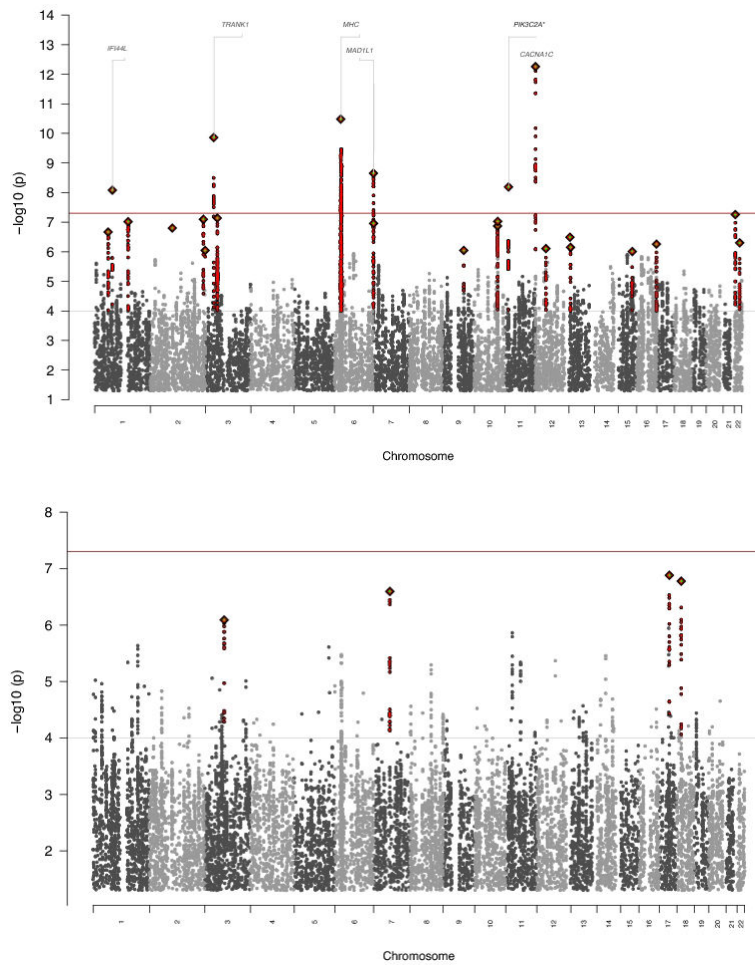 14
13
12
11
10
9
8
7
6
5
4
3
2
1
−log10 (p)
IFI44L
TRANK1
MHC
MAD1L1
PIK3C2A*
CACNA1C
1 2 3 4 5 6 7 8 9 10 11 12 13 14 15 16 17 18 19 20 21 22
Chromosome
8
7
6
5
4
3
2
−log10 (p)
1 2 3 4 5 6 7 8 9 10 11 12 13 14 15 16 17 18 19 20 21 22
Chromosome